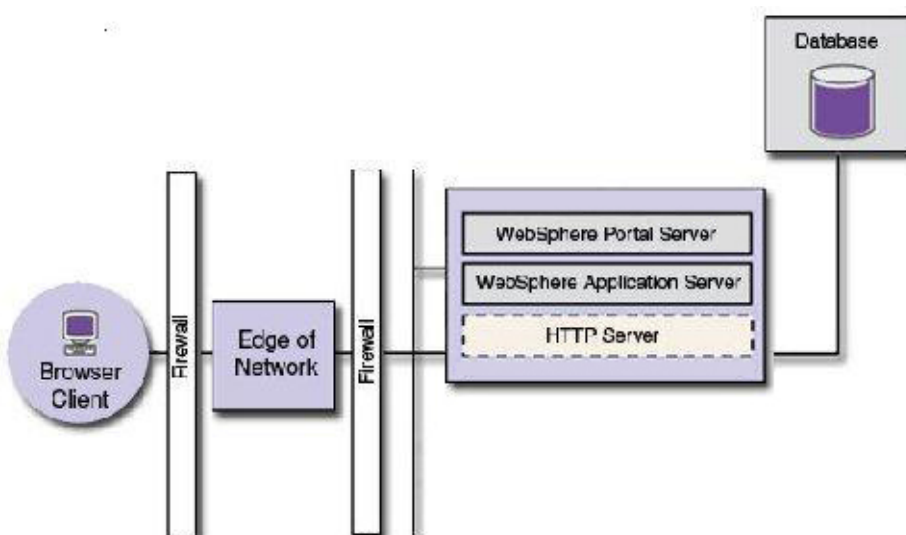 Database
WebSphere Portal Server
WebSphere Application Server
HTTP Server
Browser
Client
Firewall
Edge of
Network
Firewall